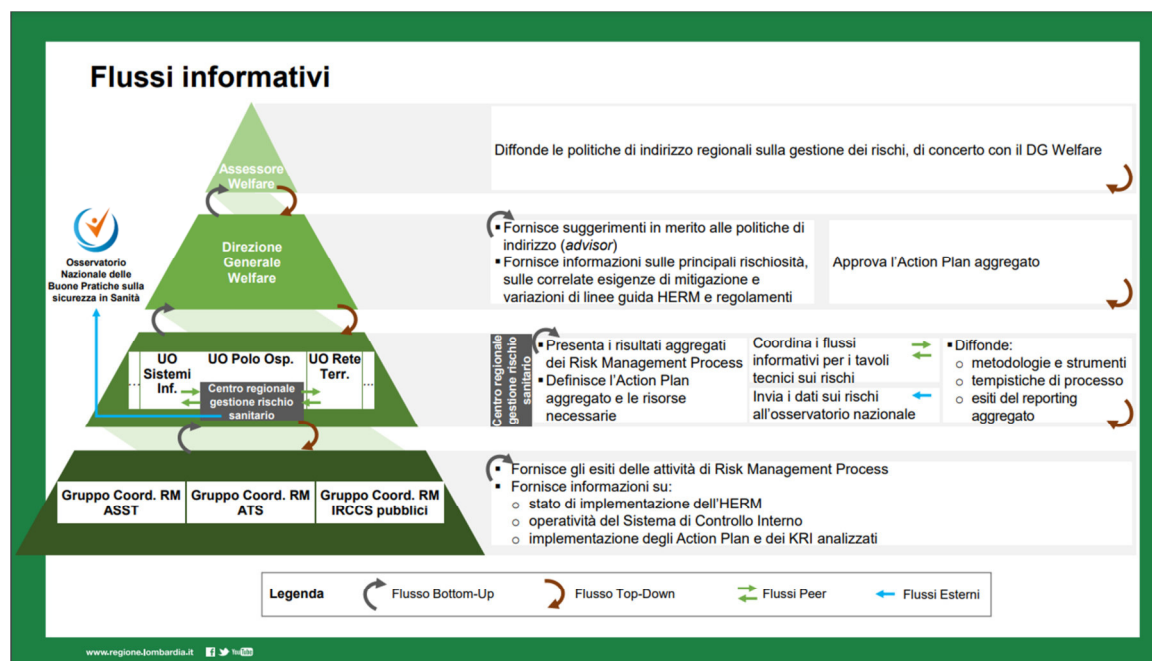 Flussi informativi
Assessore
Welfare
Diffonde le politiche di indirizzo regionali sulla gestione dei rischi, di concerto con il DG Welfare
Osservatorio
Nazionale delle
Buone Pratiche sulla
sicurezza in Sanità
Direzione
Generale
Welfare
▪ Fornisce suggerimenti in merito alle politiche di
indirizzo (advisor)
▪ Fornisce informazioni sulle principali rischiosità,
sulle correlate esigenze di mitigazione e
variazioni di linee guida HERM e regolamenti
Approva l'Action Plan aggregato
...
UO
Sistemi
Inf.
UO Polo Osp.
UO Rete
Terr.
...
Centro regionale
gestione rischio
sanitario
Centro regionale
gestione rischio
sanitario
▪ Presenta i risultati aggregati
dei Risk Management Process
▪ Definisce l'Action Plan
aggregato e le risorse
necessarie
Coordina i flussi
informativi per i tavoli
tecnici sui rischi
Invia i dati sui rischi
all'osservatorio nazionale
▪ Diffonde:
o metodologie e strumenti
o tempistiche di processo
o esiti del reporting
aggregato
Gruppo Coord. RM
ASST
Gruppo Coord. RM
ATS
Gruppo Coord. RM
IRCCS pubblici
▪ Fornisce gli esiti delle attività di Risk Management Process
▪ Fornisce informazioni su:
o stato di implementazione dell'HERM
o operatività del Sistema di Controllo Interno
o implementazione degli Action Plan e dei KRI analizzati
Legenda
Flusso Bottom-Up
Flusso Top-Down
Flussi Peer
Flussi Esterni
www.regione.lombardia.it
YouTube